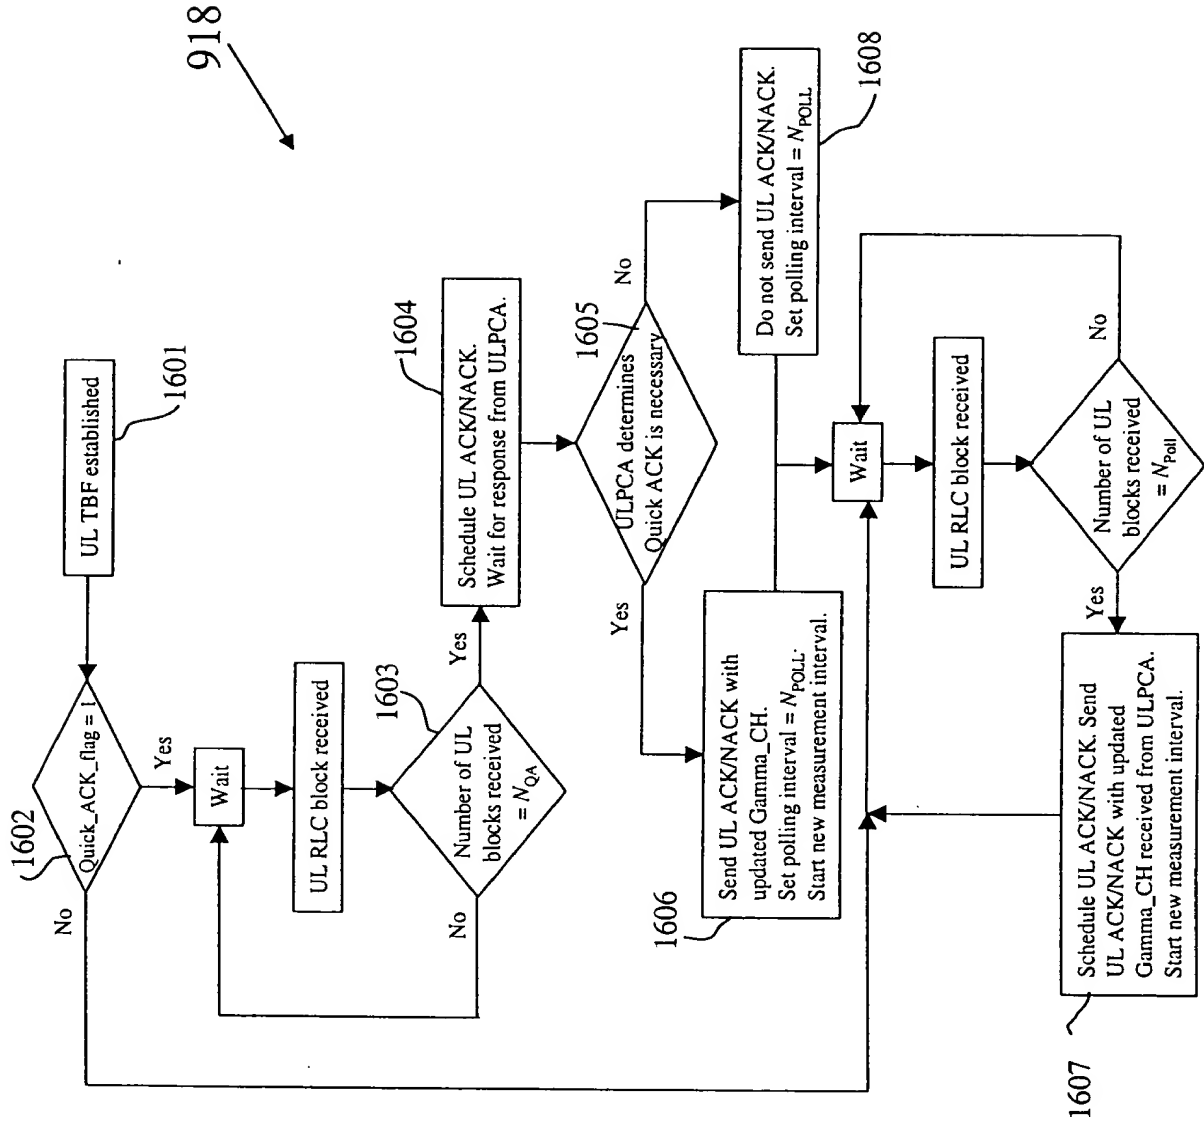 918
UL TBF established
1601
1602
Quick_ACK_flag = 1
No
Yes
Wait
UL RLC block received
1603
Number of UL
blocks received
= N_QA
No
Yes
1604
Schedule UL ACK/NACK.
Wait for response from ULPCA.
1605
ULPCA determines
Quick ACK is necessary
Yes
No
1606
Send UL ACK/NACK with
updated Gamma_CH.
Set polling interval = N_POLL.
Start new measurement interval.
Do not send UL ACK/NACK.
Set polling interval = N_POLL
1608
Wait
UL RLC block received
Number of UL
blocks received
= N_Poll
Yes
No
1607
Schedule UL ACK/NACK. Send
UL ACK/NACK with updated
Gamma_CH received from ULPCA.
Start new measurement interval.